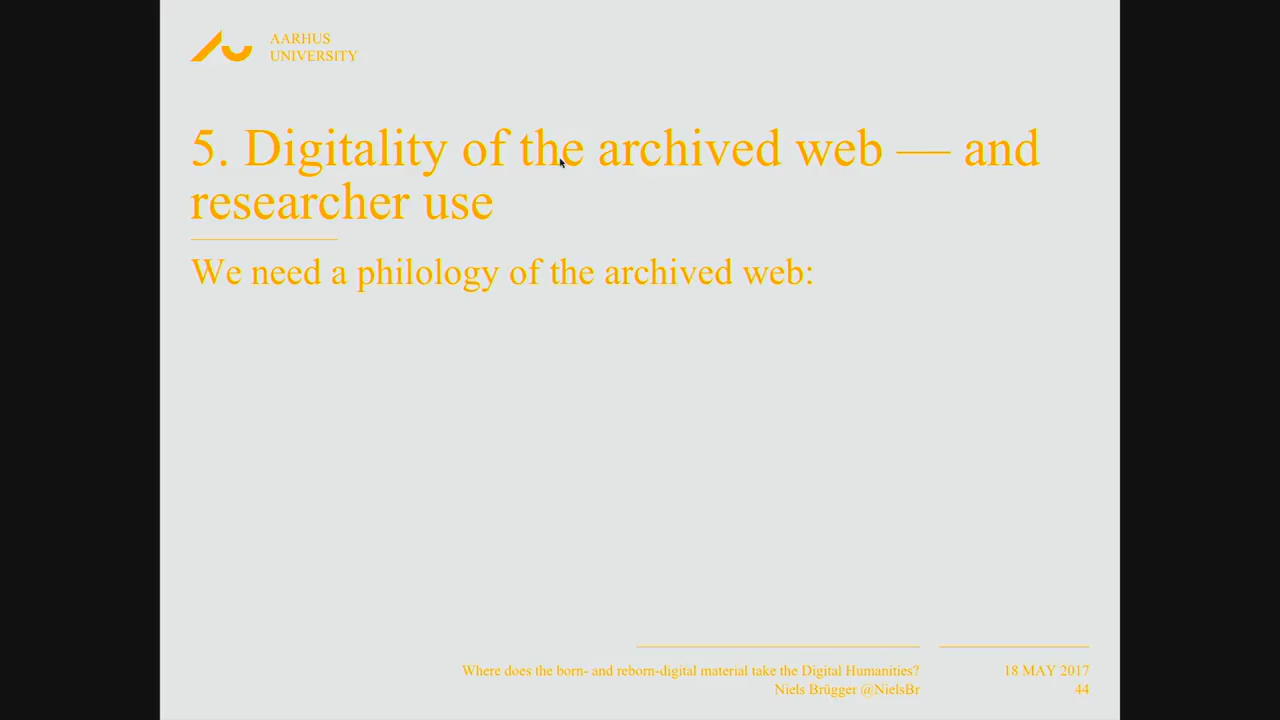 AARHUS
UNIVERSITY
5. Digitality of the archived web — and
researcher use
We need a philology of the archived web:
Where does the born- and reborn-digital material take the Digital Humanities?
Niels Brügger @NielsBr
18 MAY 2017
44